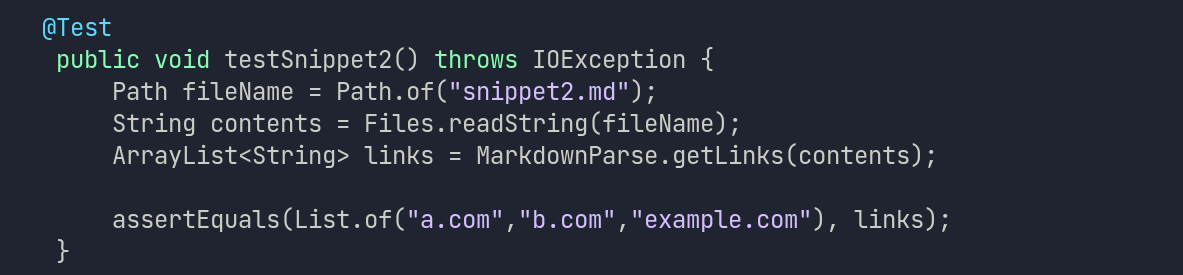 @Test
public void testSnippet2() throws IOException {
Path fileName = Path.of("snippet2.md");
String contents = Files.readString(fileName);
ArrayList<String> links = MarkdownParse.getLinks(contents);
assertEquals(List.of("a.com","b.com","example.com"), links);
}